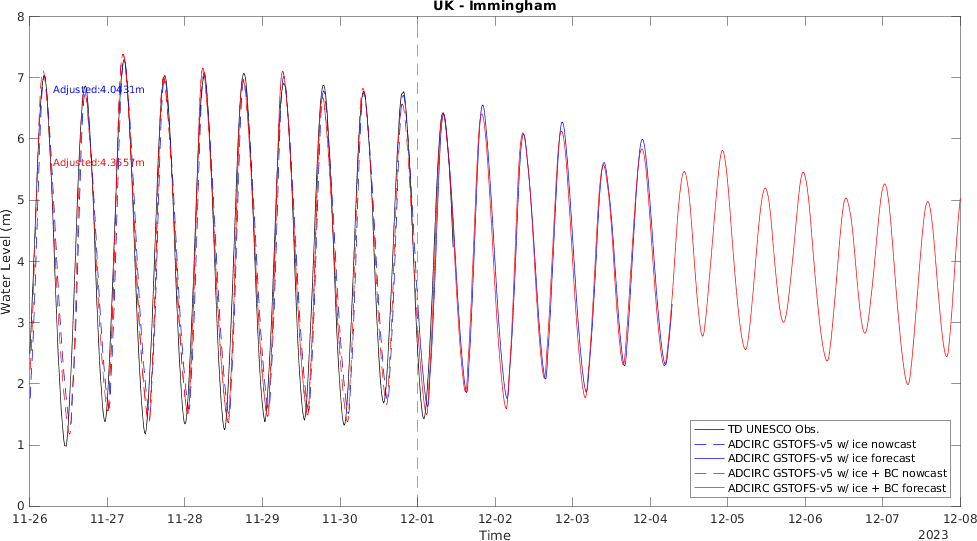 UK - Immingham
8
7
6
5
4
3
2
1
0
Water Level (m)
Adjusted:4.0431m
Adjusted:4.3557m
TD UNESCO Obs.
ADCIRC GSTOFS-v5 w/ ice nowcast
ADCIRC GSTOFS-v5 w/ ice forecast
ADCIRC GSTOFS-v5 w/ ice + BC nowcast
ADCIRC GSTOFS-v5 w/ ice + BC forecast
11-26 11-27 11-28 11-29 11-30 12-01 12-02 12-03 12-04 12-05 12-06 12-07 12-08
Time
2023